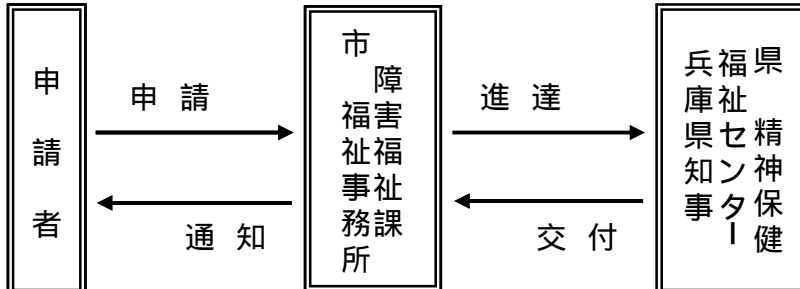 申請者
申請
通知
市
障害福祉課
福祉事務所
進達
交付
県 精神保健
福祉センター
兵庫県知事